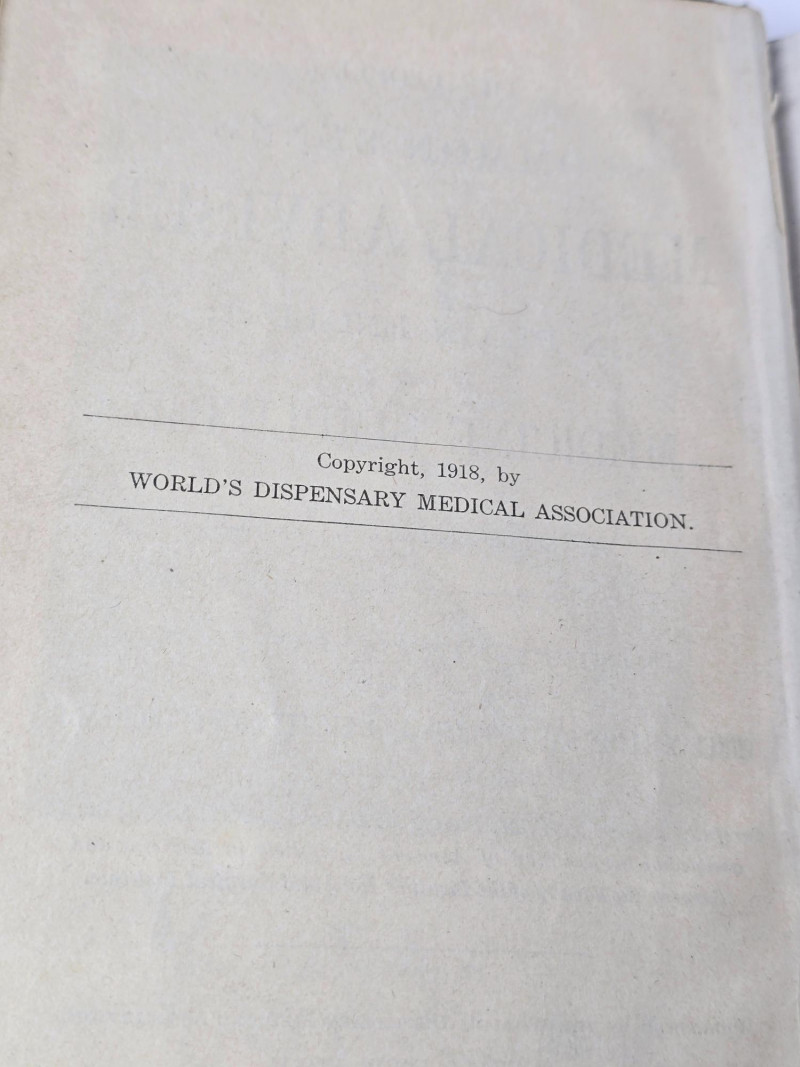 Copyright, 1918, by
WORLD'S DISPENSARY MEDICAL ASSOCIATION.